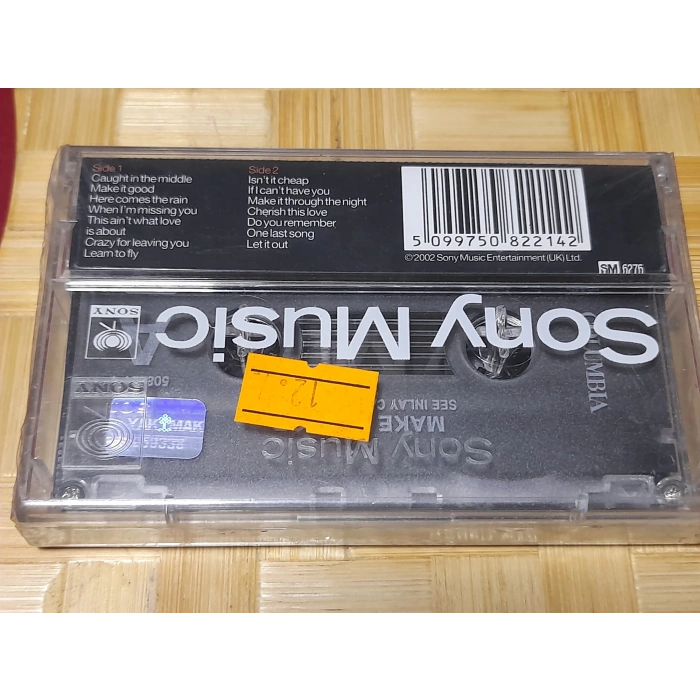 Side 1
Caught in the middle
Make it good
Here comes the rain
When I'm missing you
This ain't what love
is about
Crazy for leaving you
Learn to fly
Side 2
Isn't it cheap
If I can't have you
Make it through the night
Cherish this love
Do you remember
One last song
Let it out
5 099750 822142
©2002 Sony Music Entertainment (UK) Ltd.
SM 6276
SONY
Sony Music
COLUMBIA
508
SONY
SEE INLAY C
MAKE
Sony Music